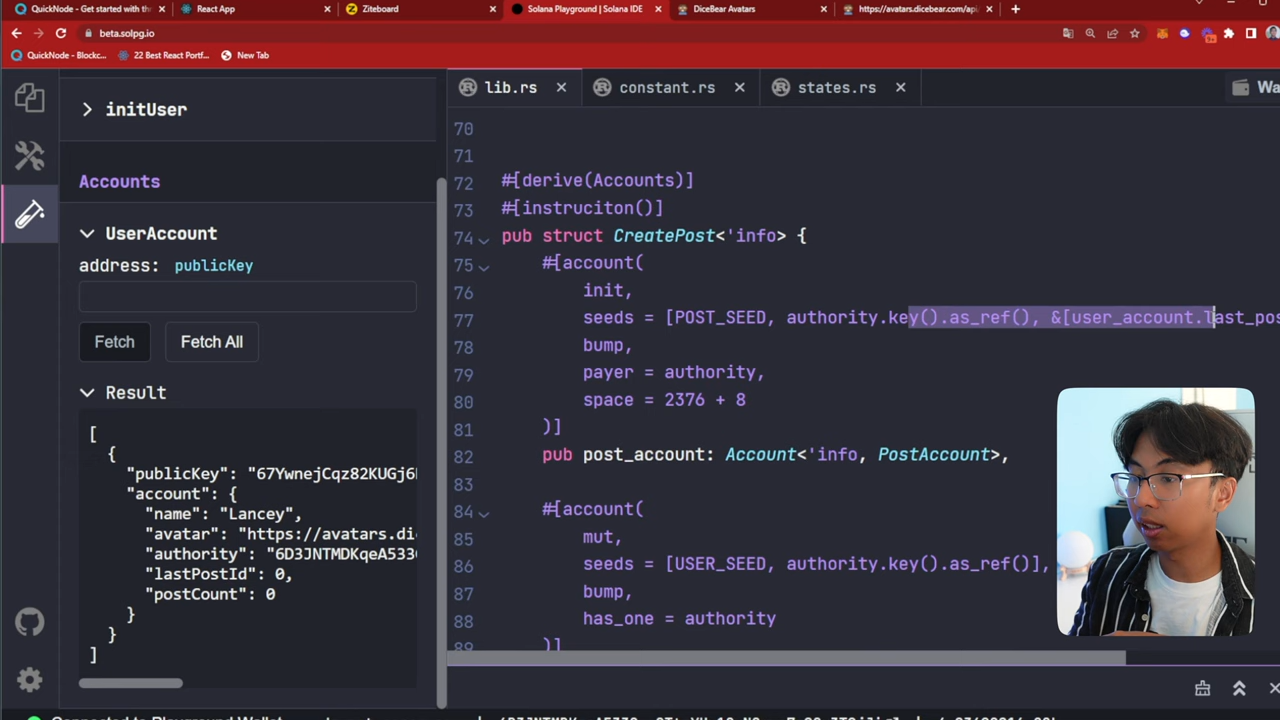 QuickNode - Get started with th
React App
Ziteboard
Solana Playground | Solana IDE
DiceBear Avatars
https://avatars.dicebear.com/api
beta.solpg.io
QuickNode - Blockc...
22 Best React Portf...
New Tab
initUser
Accounts
UserAccount
address: publicKey
Fetch
Fetch All
Result
[
{
"publicKey": "67YwnejCqz82KUGj6
"account": {
"name": "Lancey",
"avatar": "https://avatars.di
"authority": "6D3JNTMDKqeA533
"lastPostId": 0,
"postCount": 0
}
}
]
lib.rs
constant.rs
states.rs
Wa
70
71
72 #[derive(Accounts)]
73 #[instruciton()]
74 pub struct CreatePost<'info> {
75 #[account(
76 init,
77 seeds = [POST_SEED, authority.key().as_ref(), &[user_account.last_pos
78 bump,
79 payer = authority,
80 space = 2376 + 8
81 )]
82 pub post_account: Account<'info, PostAccount>,
83
84 #[account(
85 mut,
86 seeds = [USER_SEED, authority.key().as_ref()],
87 bump,
88 has_one = authority
89 )]